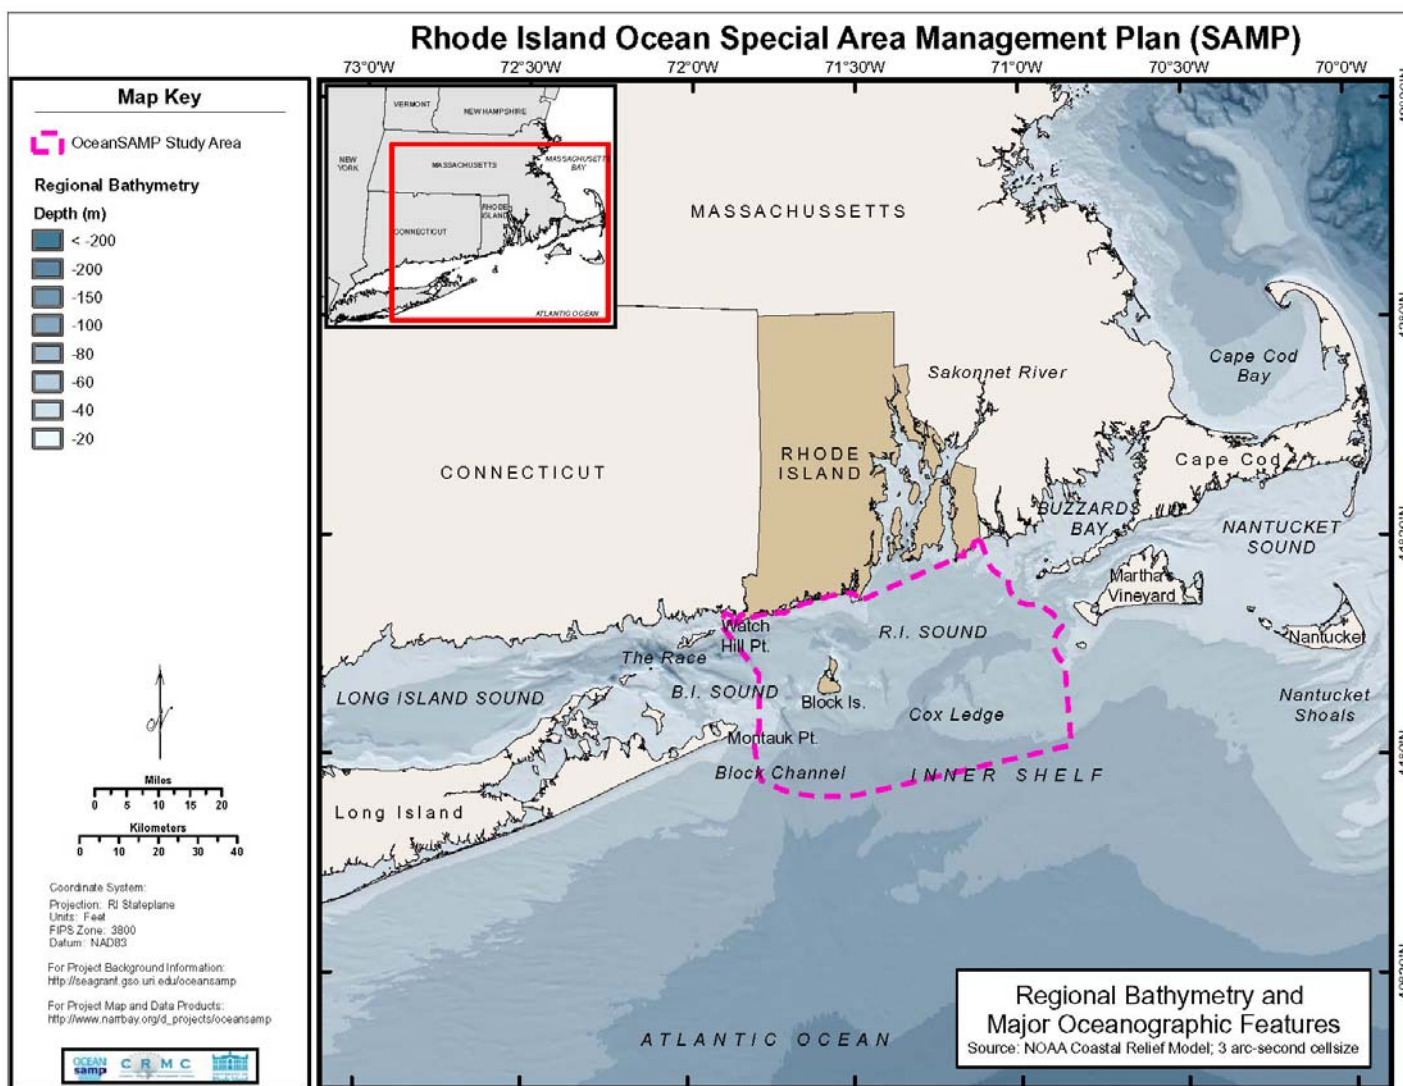 Rhode Island Ocean Special Area Management Plan (SAMP)
73°0'W 72°30'W 72°0'W 71°30'W 71°0'W 70°30'W 70°0'W
Map Key
OceanSAMP Study Area
Regional Bathymetry
Depth (m)
< -200
-200
-150
-100
-80
-60
-40
-20
Miles
0 5 10 15 20
Kilometers
0 10 20 30 40
Coordinate System:
Projection: RI Stateplane
Units: Feet
FIPS Zone: 3800
Datum: NAD83
For Project Background Information:
http://seagrant.gso.uri.edu/oceansamp
For Project Map and Data Products:
http://www.narrbay.org/d_projects/oceansamp
OCEAN
samp
CRMC
VERMONT
NEW HAMPSHIRE
NEW
YORK
MASSACHUSETTS
MASSACHUSETTS
BAY
RHODE
ISLAND
CONNECTICUT
ATLANTIC OCEAN
MASSACHUSSETTS
Cape Cod
Bay
Sakonnet River
RHODE
ISLAND
CONNECTICUT
Cape Cod
BUZZARDS
BAY
NANTUCKET
SOUND
Martha's
Vineyard
Nantucket
Watch
Hill Pt.
R.I. SOUND
The Race
LONG ISLAND SOUND
B.I. SOUND
Block Is.
Cox Ledge
Nantucket
Shoals
Montauk Pt.
Block Channel
INNER SHELF
Long Island
ATLANTIC OCEAN
Regional Bathymetry and
Major Oceanographic Features
Source: NOAA Coastal Relief Model; 3 arc-second cellsize